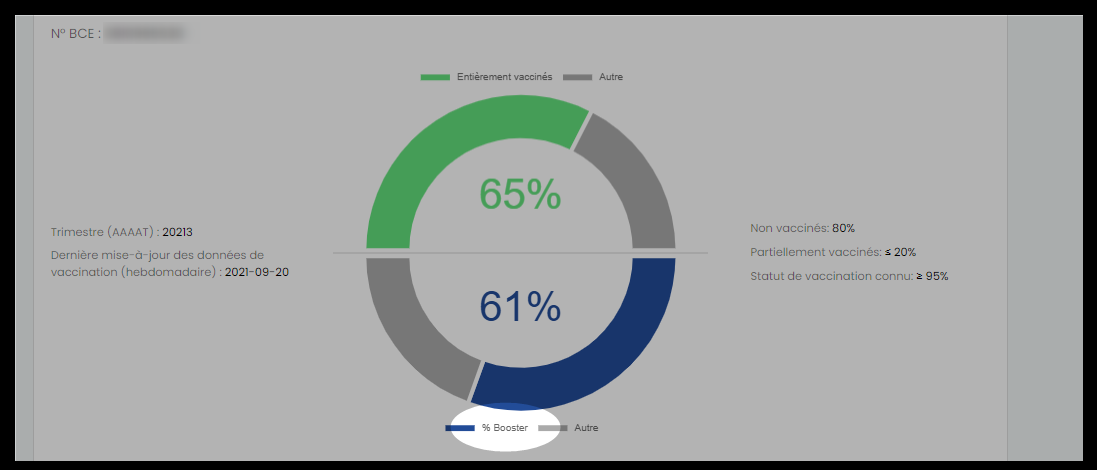 N° BCE :
Entièrement vaccinés Autre
65%
Trimestre (AAAAT) : 20213
Dernière mise-à-jour des données de
vaccination (hebdomadaire) : 2021-09-20
Non vaccinés: 80%
Partiellement vaccinés: ≤ 20%
Statut de vaccination connu: ≥ 95%
61%
% Booster Autre